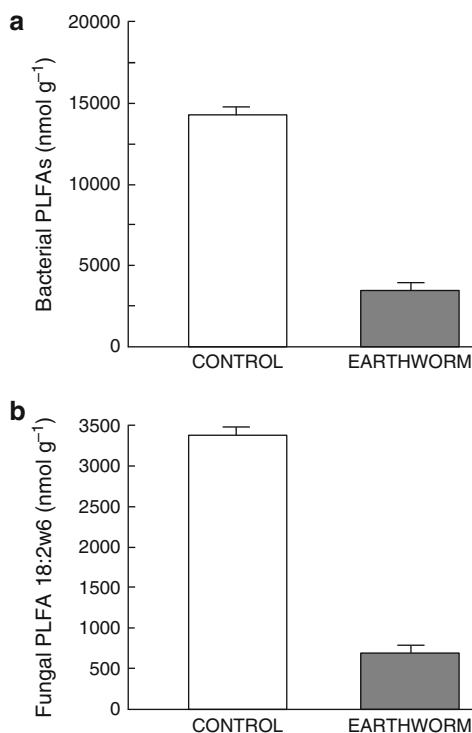 a
Bacterial PLFAs (nmol g⁻¹)
20000
15000
10000
5000
0
CONTROL EARTHWORM
b
Fungal PLFA 18:2w6 (nmol g⁻¹)
3500
3000
2500
2000
1500
1000
500
0
CONTROL EARTHWORM